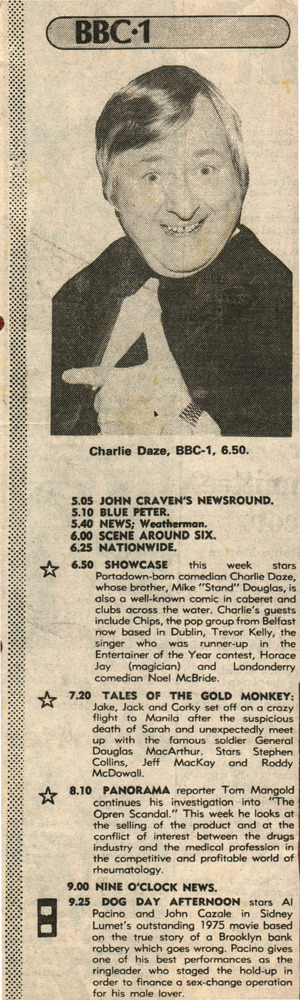 BBC·1
Charlie Daze, BBC-1, 6.50.
5.05 JOHN CRAVEN'S NEWSROUND.
5.10 BLUE PETER.
5.40 NEWS; Weatherman.
6.00 SCENE AROUND SIX.
6.25 NATIONWIDE.
6.50 SHOWCASE this week stars
Portadown-born comedian Charlie Daze,
whose brother, Mike "Stand" Douglas, is
also a well-known comic in caberet and
clubs across the water. Charlie's guests
include Chips, the pop group from Belfast
now based in Dublin, Trevor Kelly, the
singer who was runner-up in the
Entertainer of the Year contest, Horace
Jay (magician) and Londonderry
comedian Noel McBride.
7.20 TALES OF THE GOLD MONKEY:
Jake, Jack and Corky set off on a crazy
flight to Manila after the suspicious
death of Sarah and unexpectedly meet
up with the famous soldier General
Douglas MacArthur. Stars Stephen
Collins, Jeff MacKay and Roddy
McDowall.
8.10 PANORAMA reporter Tom Mangold
continues his investigation into "The
Opren Scandal." This week he looks at
the selling of the product and at the
conflict of interest between the drugs
industry and the medical profession in
the competitive and profitable world of
rheumatology.
9.00 NINE O'CLOCK NEWS.
9.25 DOG DAY AFTERNOON stars Al
Pacino and John Cazale in Sidney
Lumet's outstanding 1975 movie based
on the true story of a Brooklyn bank
robbery which goes wrong. Pacino gives
one of his best performances as the
ringleader who staged the hold-up in
order to finance a sex-change operation
for his male lover.